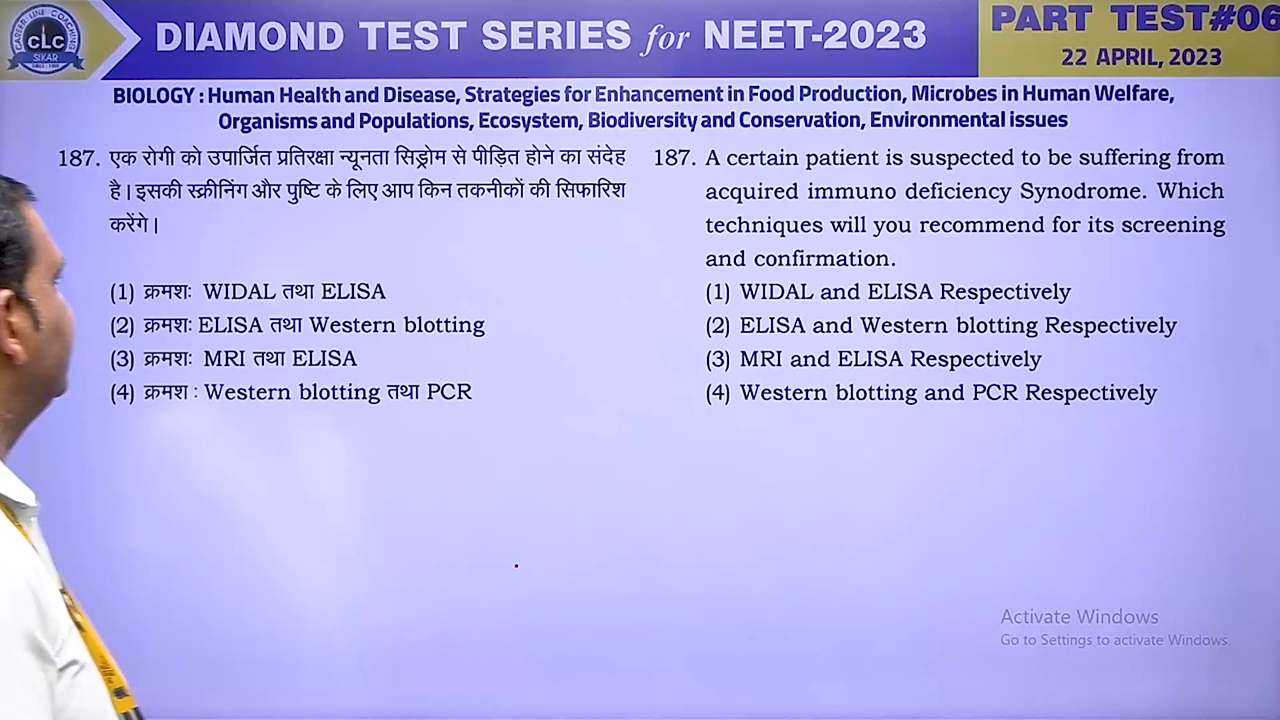 CAREER LINE COACHING
CLC
SIKAR
DIAMOND TEST SERIES for NEET-2023
PART TEST#06
22 APRIL, 2023
BIOLOGY : Human Health and Disease, Strategies for Enhancement in Food Production, Microbes in Human Welfare,
Organisms and Populations, Ecosystem, Biodiversity and Conservation, Environmental issues
187. एक रोगी को उपार्जित प्रतिरक्षा न्यूनता सिंड्रोम से पीड़ित होने का संदेह
है। इसकी स्क्रीनिंग और पुष्टि के लिए आप किन तकनीकों की सिफारिश
करेंगे।
(1) क्रमशः WIDAL तथा ELISA
(2) क्रमशः ELISA तथा Western blotting
(3) क्रमशः MRI तथा ELISA
(4) क्रमश : Western blotting तथा PCR
187. A certain patient is suspected to be suffering from
acquired immuno deficiency Synodrome. Which
techniques will you recommend for its screening
and confirmation.
(1) WIDAL and ELISA Respectively
(2) ELISA and Western blotting Respectively
(3) MRI and ELISA Respectively
(4) Western blotting and PCR Respectively
Activate Windows
Go to Settings to activate Windows.